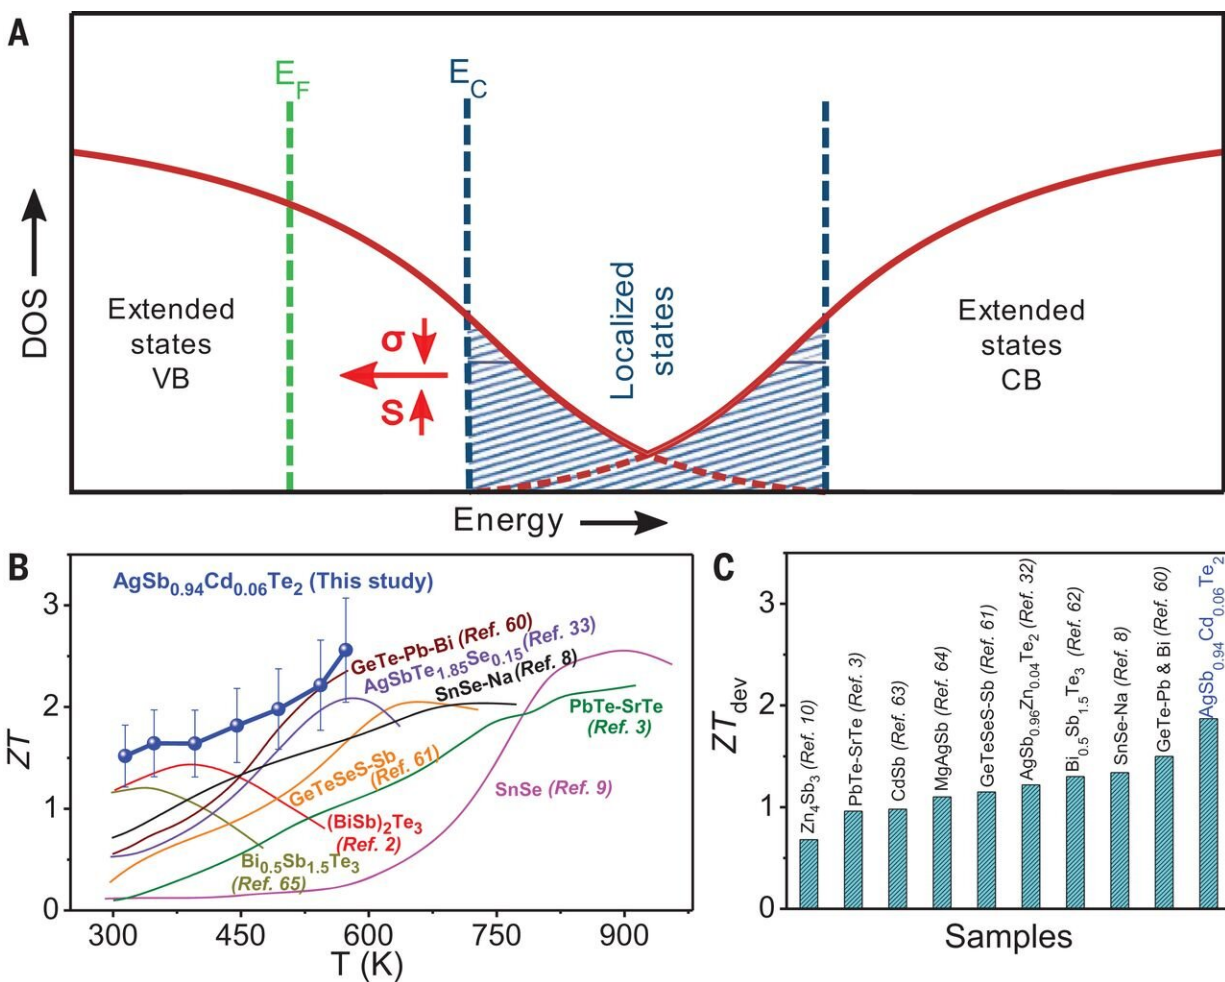 A
E_F
E_C
DOS
Extended
states
VB
σ
S
Localized
states
Extended
states
CB
Energy
B
AgSb0.94Cd0.06Te2 (This study)
GeTe-Pb-Bi (Ref. 60)
AgSbTe1.85Se0.15 (Ref. 33)
SnSe-Na (Ref. 8)
PbTe-SrTe
(Ref. 3)
GeTeSeS-Sb
(Ref. 61)
SnSe (Ref. 9)
(BiSb)2Te3
(Ref. 2)
Bi0.5Sb1.5Te3
(Ref. 65)
ZT
3
2
1
0
300
450
600
750
900
T (K)
C
ZTdev
3
2
1
0
Zn4Sb3 (Ref. 10)
PbTe-SrTe (Ref. 3)
CdSb (Ref. 63)
MgAgSb (Ref. 64)
GeTeSeS-Sb (Ref. 61)
AgSb0.96Zn0.04Te2 (Ref. 32)
Bi0.5Sb1.5Te3 (Ref. 62)
SnSe-Na (Ref. 8)
GeTe-Pb & Bi (Ref. 60)
AgSb0.94Cd0.06Te2
Samples